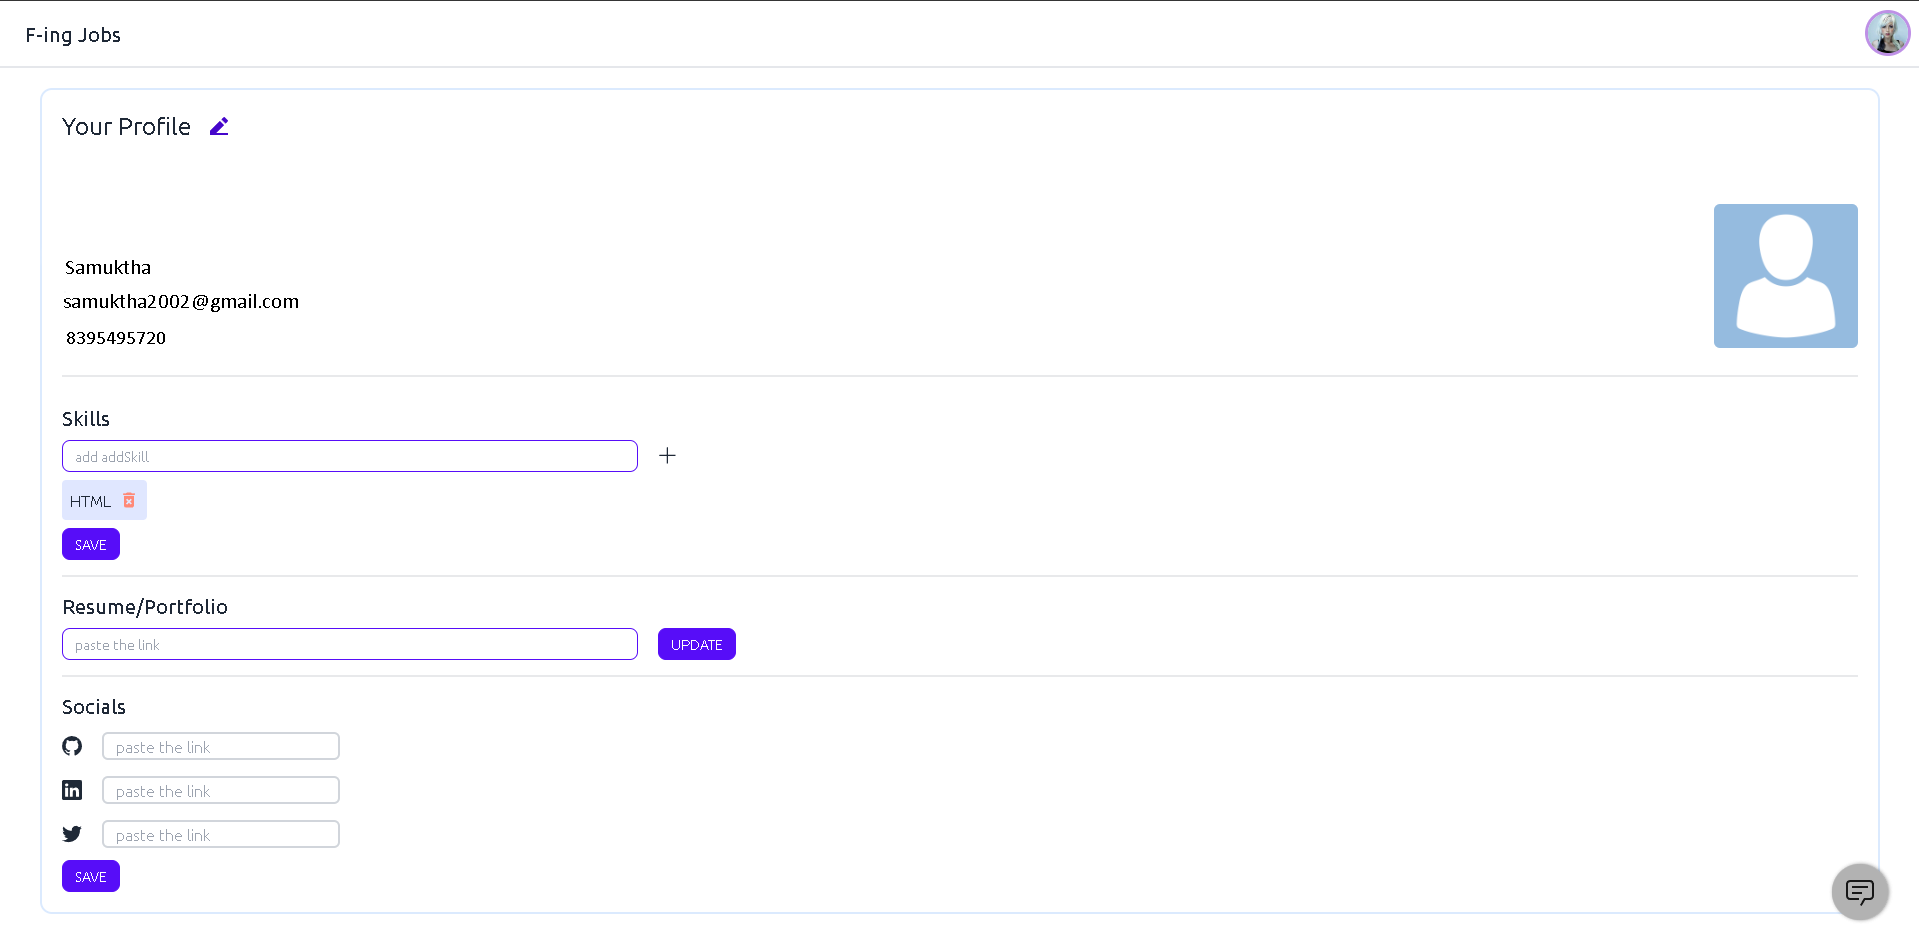 F-ing Jobs
Your Profile
Samuktha
samuktha2002@gmail.com
8395495720
Skills
add addSkill
HTML
SAVE
Resume/Portfolio
paste the link
UPDATE
Socials
paste the link
paste the link
paste the link
SAVE